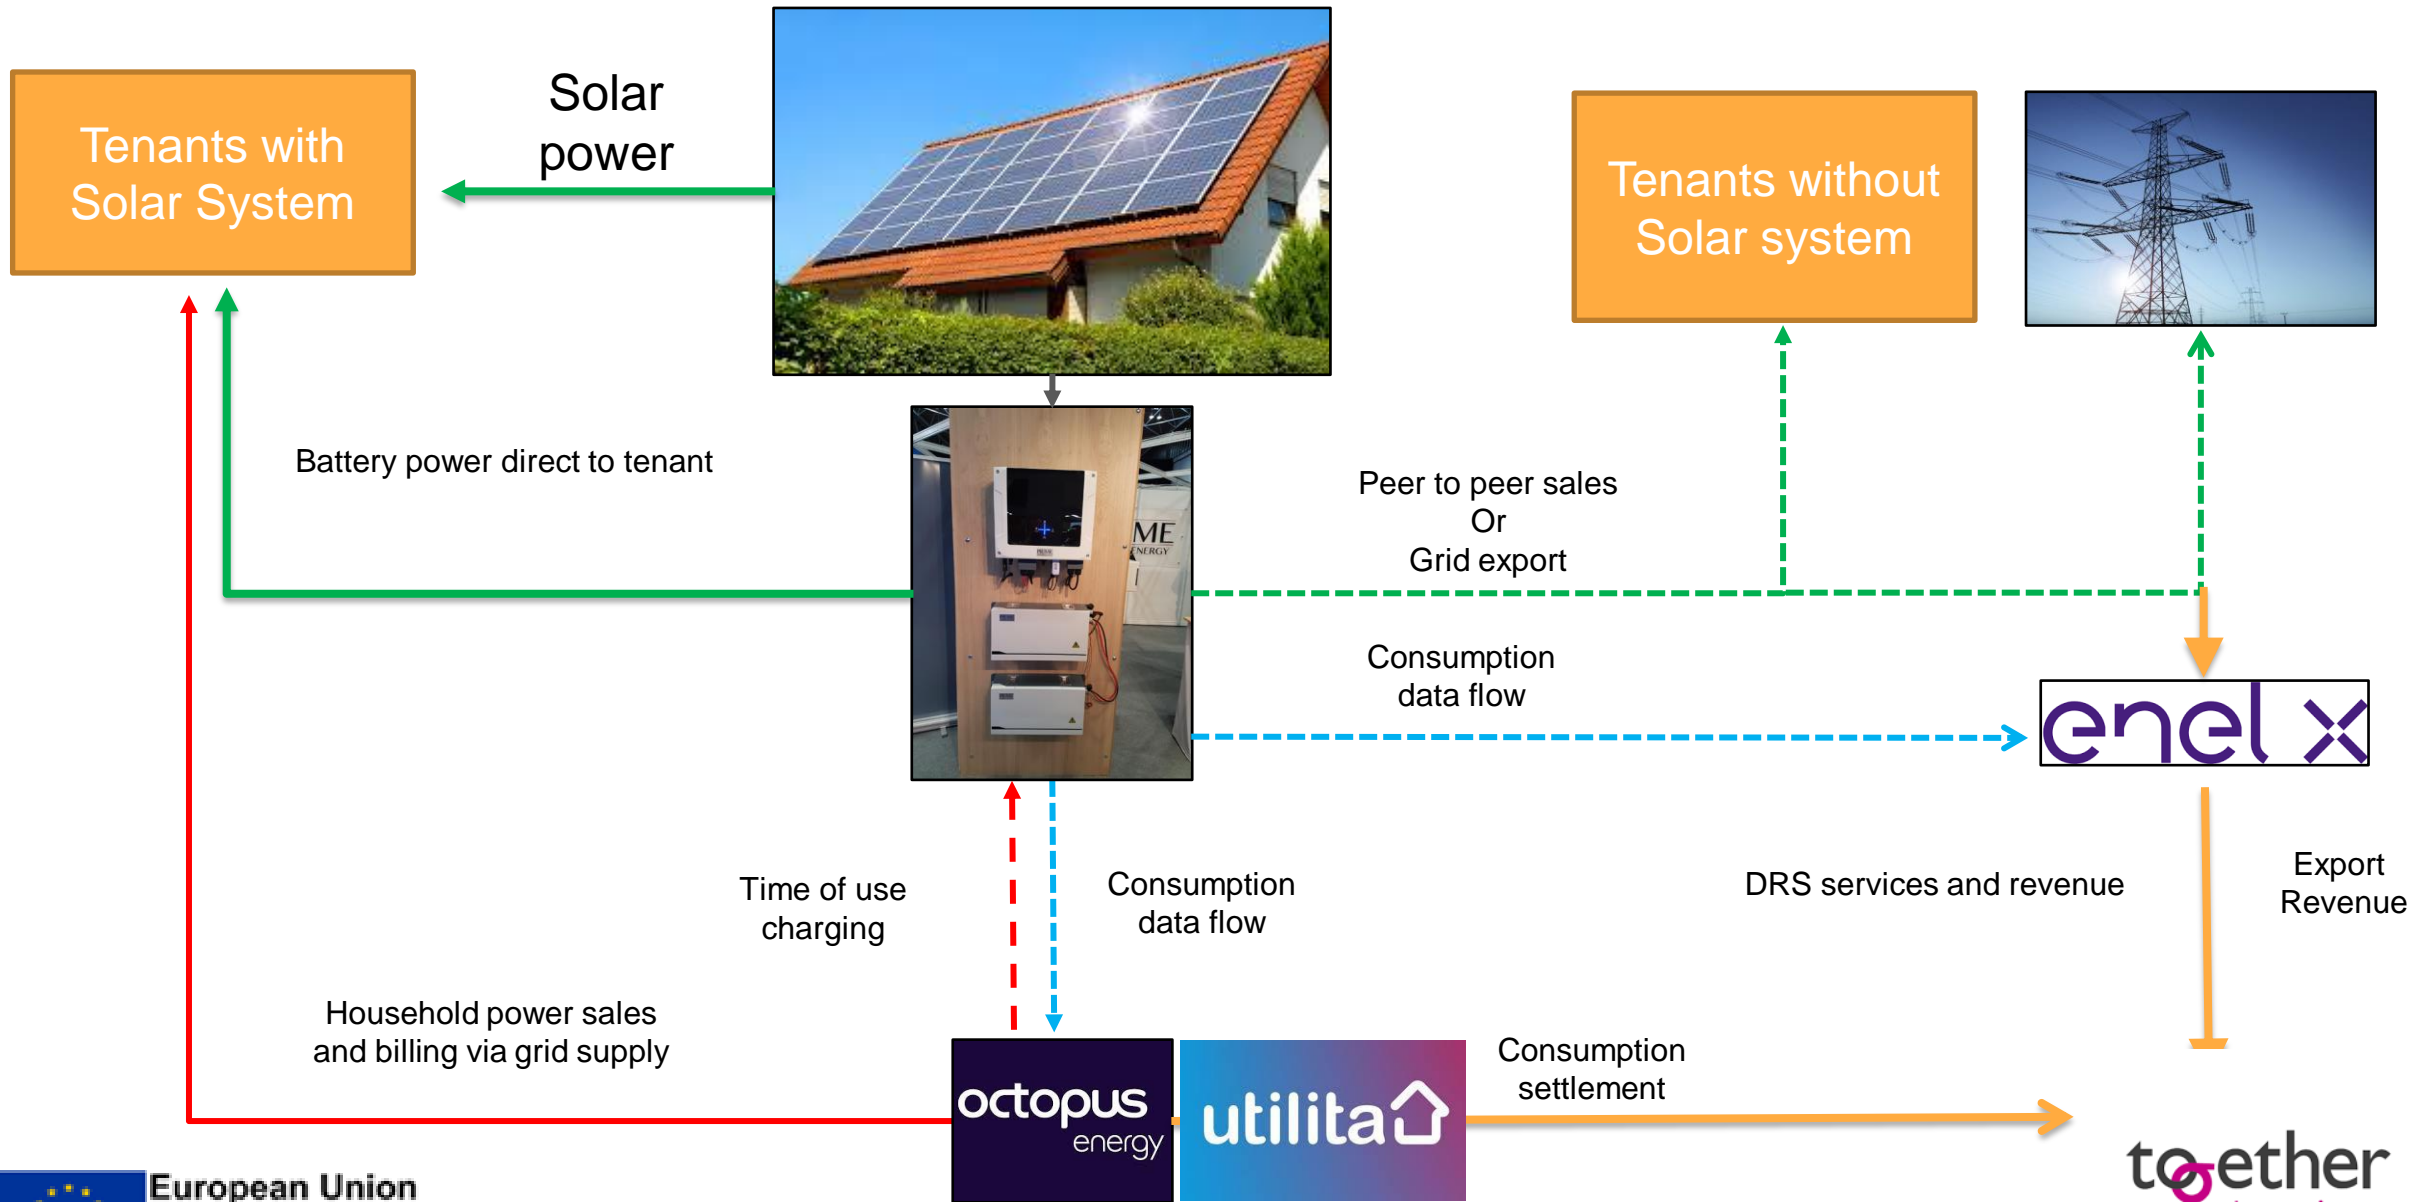 Solar
power
Tenants with
Solar System
Tenants without
Solar system
Battery power direct to tenant
Peer to peer sales
Or
Grid export
ME
ENERGY
Consumption
data flow
enel x
Time of use
charging
Consumption
data flow
DRS services and revenue
Export
Revenue
Household power sales
and billing via grid supply
octopus
energy
utilita
Consumption
settlement
together
European Union